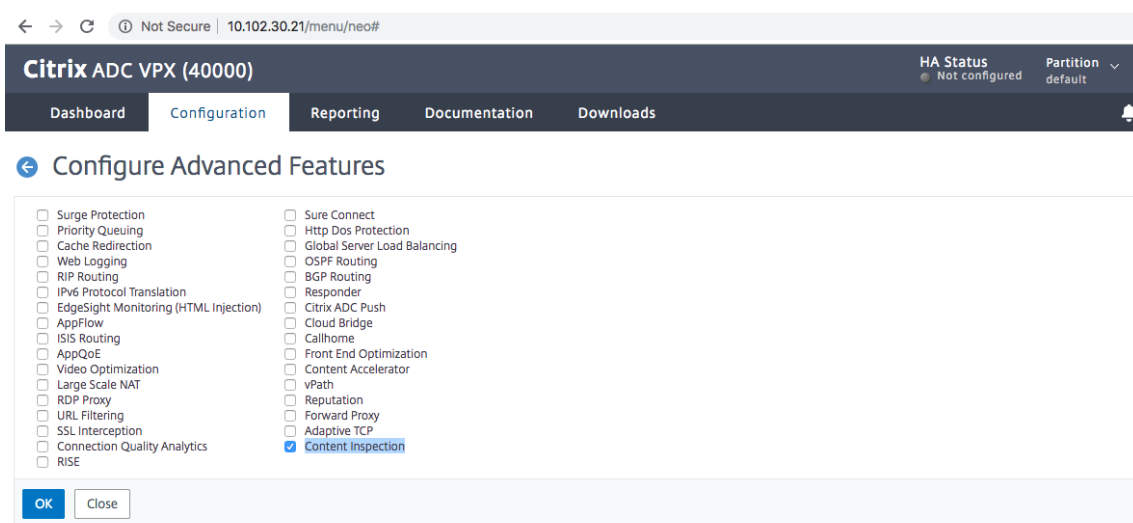 Not Secure | 10.102.30.21/menu/neo#
Citrix ADC VPX (40000)
HA Status
Not configured
Partition
default
Dashboard Configuration Reporting Documentation Downloads
Configure Advanced Features
Surge Protection Sure Connect
Priority Queuing Http Dos Protection
Cache Redirection Global Server Load Balancing
Web Logging OSPF Routing
RIP Routing BGP Routing
IPv6 Protocol Translation Responder
EdgeSight Monitoring (HTML Injection) Citrix ADC Push
AppFlow Cloud Bridge
ISIS Routing Callhome
AppQoE Front End Optimization
Video Optimization Content Accelerator
Large Scale NAT vPath
RDP Proxy Reputation
URL Filtering Forward Proxy
SSL Interception Adaptive TCP
Connection Quality Analytics Content Inspection
RISE
OK Close